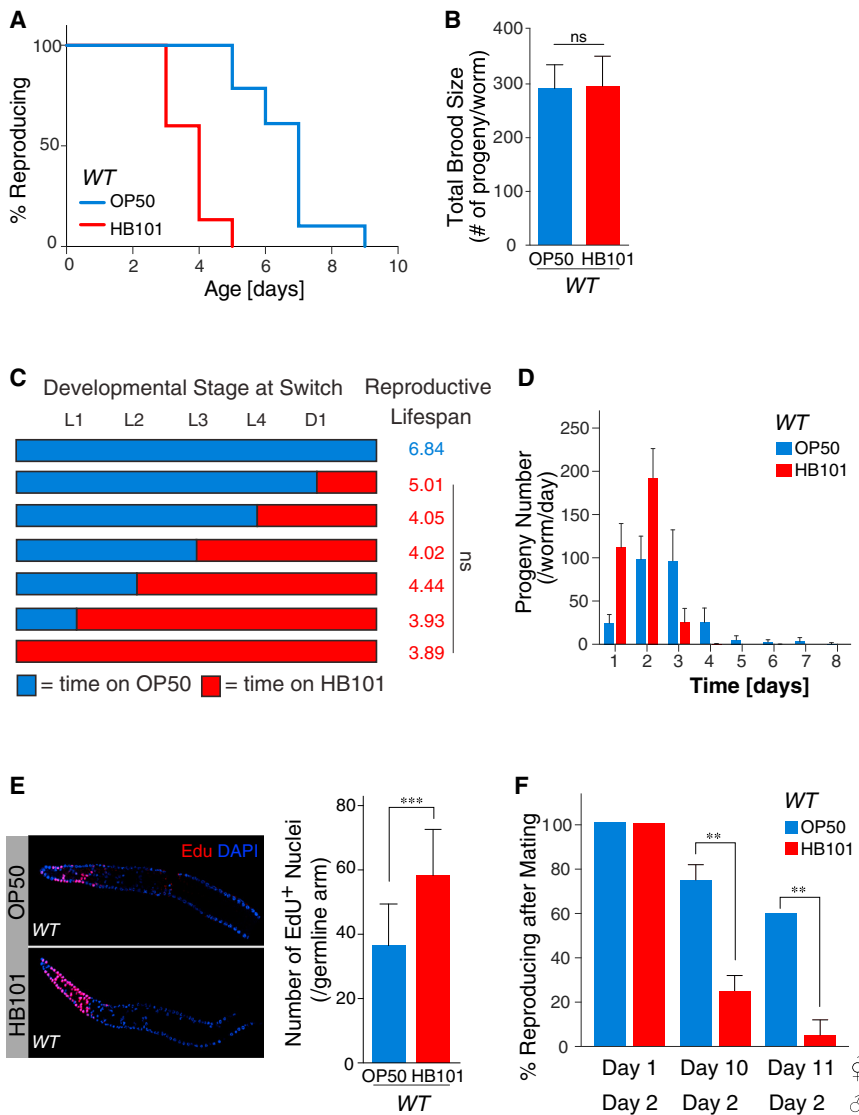 A
% Reproducing
100
50
0
WT
OP50
HB101
0 2 4 6 8 10
Age [days]
B
Total Brood Size
(# of progeny/worm)
400
300
200
100
0
ns
OP50 HB101
WT
C
Developmental Stage at Switch
Reproductive
Lifespan
L1 L2 L3 L4 D1
6.84
5.01
4.05
4.02
4.44
3.93
3.89
ns
= time on OP50 = time on HB101
D
WT
OP50
HB101
Progeny Number
(/worm/day)
250
200
150
100
50
0
1 2 3 4 5 6 7 8
Time [days]
E
OP50
HB101
Edu DAPI
WT
WT
Number of EdU+ Nuclei
(/germline arm)
80
60
40
20
0
***
OP50 HB101
WT
F
WT
OP50
HB101
% Reproducing after Mating
100
80
60
40
20
0
**
**
Day 1 Day 10 Day 11 ⚥
Day 2 Day 2 Day 2 ♂